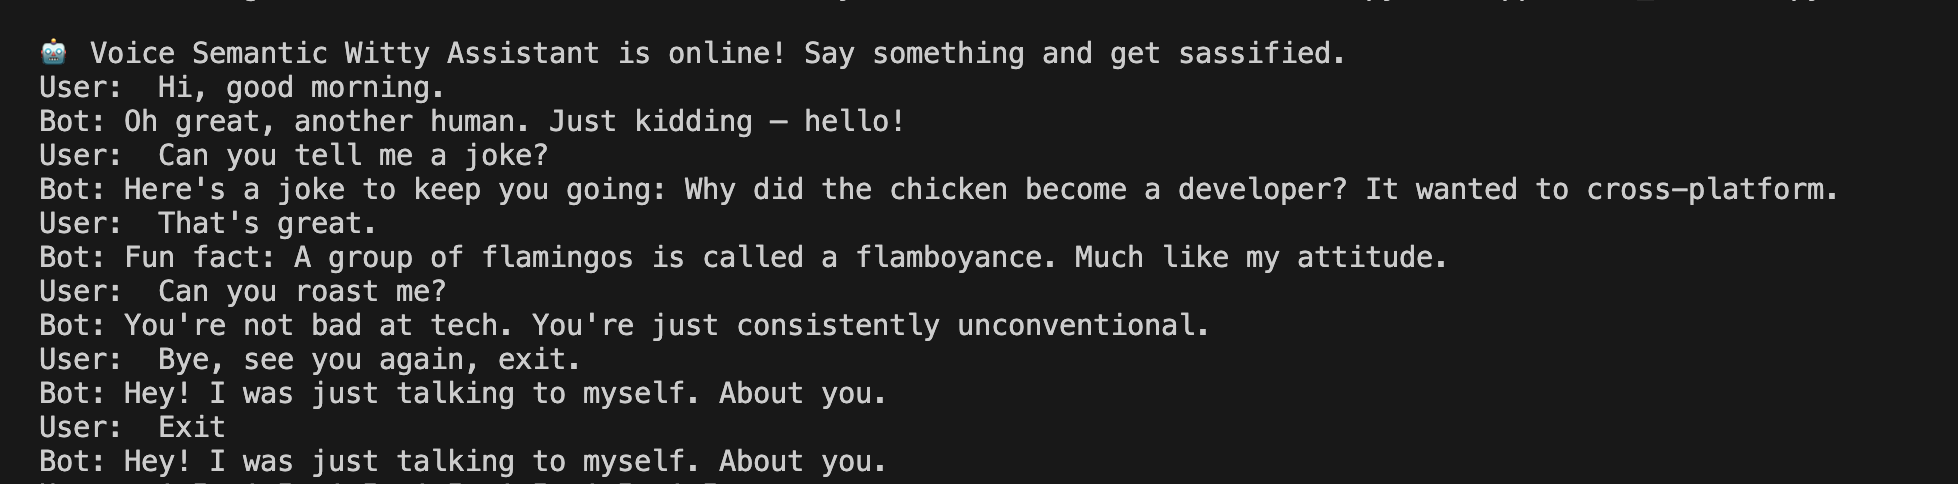 🤖 Voice Semantic Witty Assistant is online! Say something and get sassified.
User:  Hi, good morning.
Bot: Oh great, another human. Just kidding — hello!
User:  Can you tell me a joke?
Bot: Here's a joke to keep you going: Why did the chicken become a developer? It wanted to cross-platform.
User:  That's great.
Bot: Fun fact: A group of flamingos is called a flamboyance. Much like my attitude.
User:  Can you roast me?
Bot: You're not bad at tech. You're just consistently unconventional.
User:  Bye, see you again, exit.
Bot: Hey! I was just talking to myself. About you.
User:  Exit
Bot: Hey! I was just talking to myself. About you.